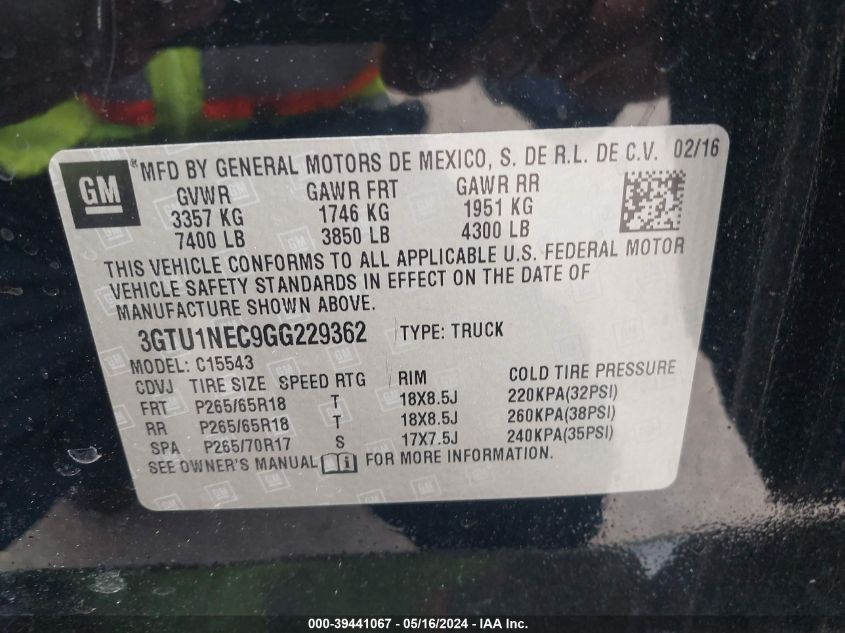 GM
® MFD BY GENERAL MOTORS DE MEXICO, S. DE R.L. DE C.V. 02/16
GVWR GAWR FRT GAWR RR
3357 KG 1746 KG 1951 KG
7400 LB 3850 LB 4300 LB
THIS VEHICLE CONFORMS TO ALL APPLICABLE U.S. FEDERAL MOTOR
VEHICLE SAFETY STANDARDS IN EFFECT ON THE DATE OF
MANUFACTURE SHOWN ABOVE.
3GTU1NEC9GG229362 TYPE: TRUCK
MODEL: C15543
CDVJ TIRE SIZE SPEED RTG RIM COLD TIRE PRESSURE
FRT P265/65R18 T 18X8.5J 220KPA(32PSI)
RR P265/65R18 T 18X8.5J 260KPA(38PSI)
SPA P265/70R17 S 17X7.5J 240KPA(35PSI)
SEE OWNER'S MANUAL FOR MORE INFORMATION.
000-39441067 / 05/16/2024 - IAA Inc.